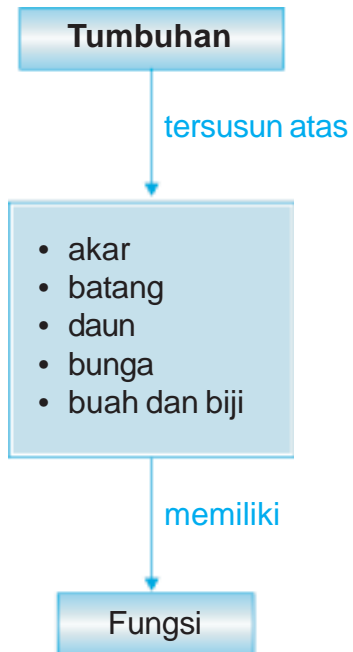 Tumbuhan
tersusun atas
• akar
• batang
• daun
• bunga
• buah dan biji
memiliki
Fungsi